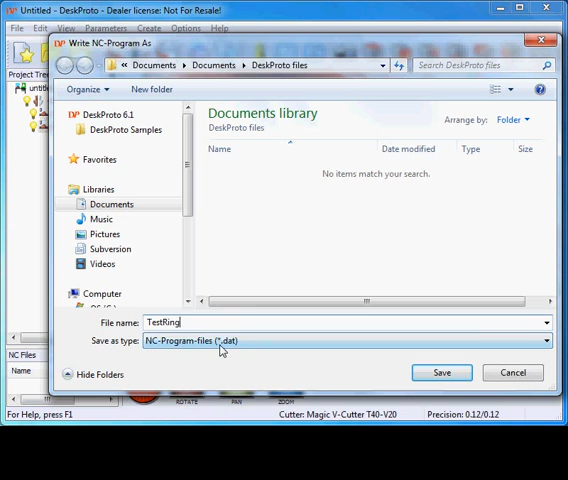 Untitled - DeskProto - Dealer license: Not For Resale!
File Edit View Parameters Create Options Help
Write NC-Program As
« Documents Documents DeskProto files Search DeskProto files
Organize New folder
Project Tree
DeskProto 6.1
DeskProto Samples
Favorites
Libraries
Documents
Music
Pictures
Subversion
Videos
Computer
Documents library
DeskProto files
Arrange by: Folder
Name Date modified Type Size
No items match your search.
File name: TestRing
Save as type: NC-Program-files (*.dat)
NC Files
Name
Hide Folders
Save Cancel
ROTATE PAN ZOOM
For Help, press F1 Cutter: Magic V-Cutter T40-V20 Precision: 0.12/0.12